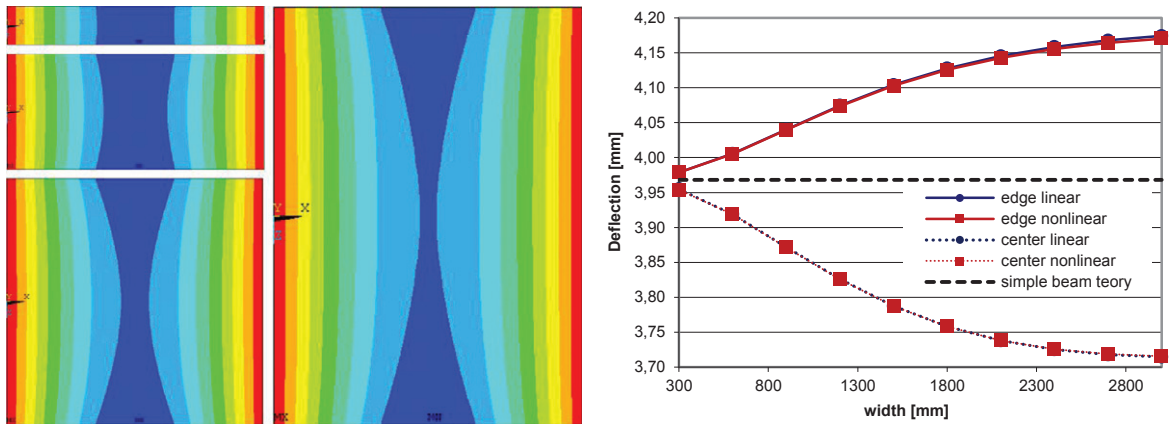 X
X
Y
X
Y
X
MX
4,20
4,15
4,10
4,05
4,00
3,95
3,90
3,85
3,80
3,75
3,70
Deflection [mm]
edge linear
edge nonlinear
center linear
center nonlinear
simple beam teory
300 800 1300 1800 2300 2800
width [mm]